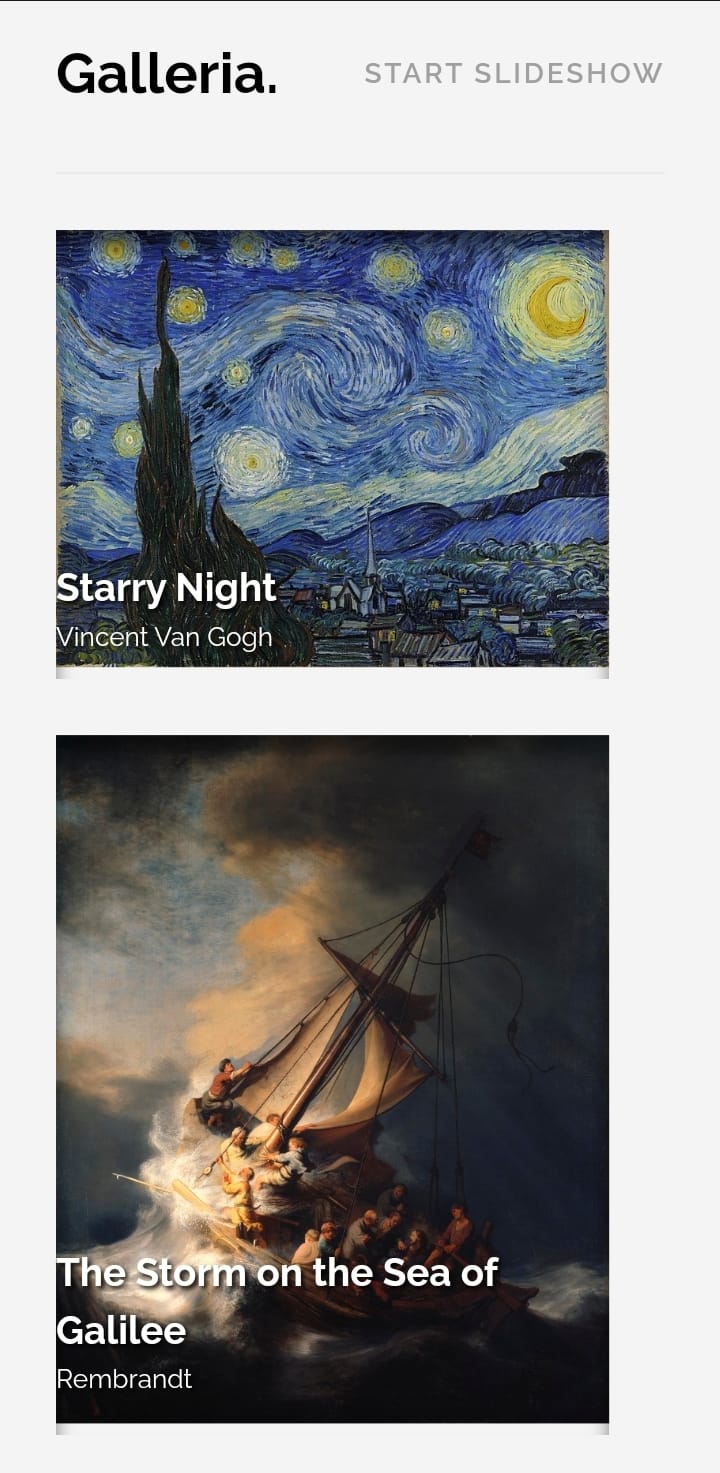 Galleria.
START SLIDESHOW
Starry Night
Vincent Van Gogh
The Storm on the Sea of
Galilee
Rembrandt